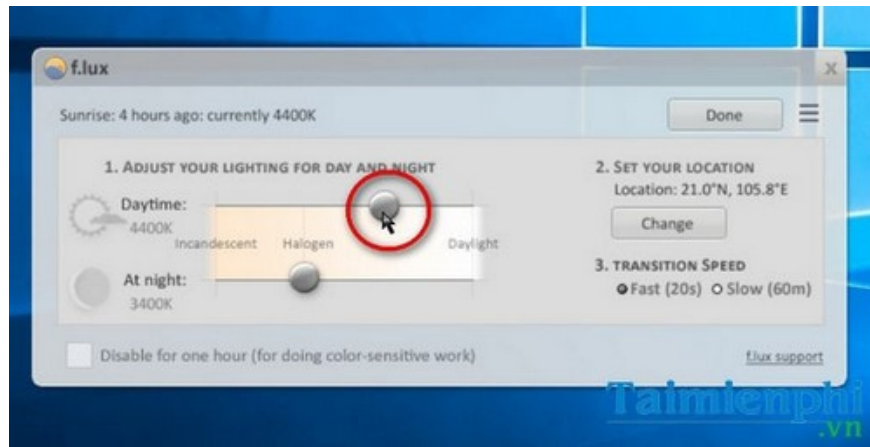 f.lux
x
Sunrise: 4 hours ago: currently 4400K
Done
1. ADJUST YOUR LIGHTING FOR DAY AND NIGHT
Daytime:
4400K
Incandescent Halogen Daylight
At night:
3400K
2. SET YOUR LOCATION
Location: 21.0°N, 105.8°E
Change
3. TRANSITION SPEED
Fast (20s) Slow (60m)
Disable for one hour (for doing color-sensitive work)
f.lux support
Taimienphi
.vn